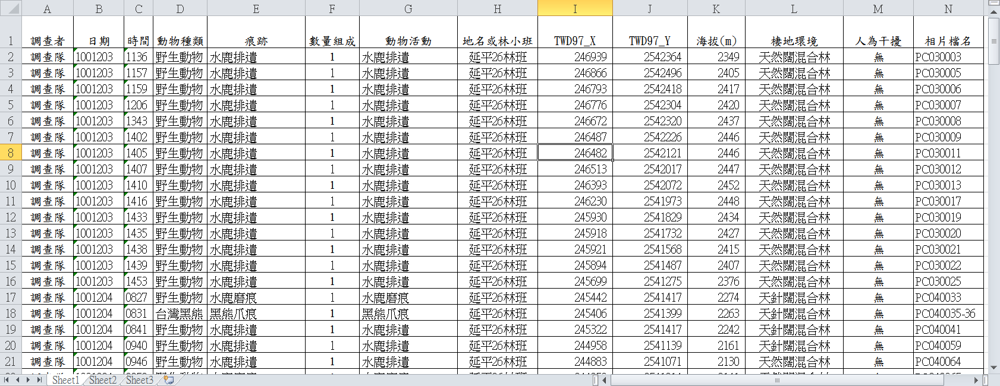 A B C D E F G H I J K L M N
1 調查者 日期 時間 動物種類 痕跡 數量組成 動物活動 地名或林小班 TWD97_X TWD97_Y 海拔(m) 棲地環境 人為干擾 相片檔名
2 調查隊 1001203 1136 野生動物 水鹿排遺 1 水鹿排遺 延平26林班 246939 2542364 2349 天然闊混合林 無 PC030003
3 調查隊 1001203 1157 野生動物 水鹿排遺 1 水鹿排遺 延平26林班 246866 2542496 2405 天然闊混合林 無 PC030005
4 調查隊 1001203 1159 野生動物 水鹿排遺 1 水鹿排遺 延平26林班 246793 2542418 2417 天然闊混合林 無 PC030006
5 調查隊 1001203 1206 野生動物 水鹿排遺 1 水鹿排遺 延平26林班 246776 2542304 2420 天然闊混合林 無 PC030007
6 調查隊 1001203 1343 野生動物 水鹿排遺 1 水鹿排遺 延平26林班 246672 2542320 2437 天然闊混合林 無 PC030008
7 調查隊 1001203 1402 野生動物 水鹿排遺 1 水鹿排遺 延平26林班 246487 2542226 2446 天然闊混合林 無 PC030009
8 調查隊 1001203 1405 野生動物 水鹿排遺 1 水鹿排遺 延平26林班 246482 2542121 2446 天然闊混合林 無 PC030011
9 調查隊 1001203 1407 野生動物 水鹿排遺 1 水鹿排遺 延平26林班 246513 2542017 2447 天然闊混合林 無 PC030012
10 調查隊 1001203 1410 野生動物 水鹿排遺 1 水鹿排遺 延平26林班 246393 2542072 2452 天然闊混合林 無 PC030013
11 調查隊 1001203 1416 野生動物 水鹿排遺 1 水鹿排遺 延平26林班 246230 2541973 2448 天然闊混合林 無 PC030017
12 調查隊 1001203 1433 野生動物 水鹿排遺 1 水鹿排遺 延平26林班 245930 2541829 2434 天然闊混合林 無 PC030019
13 調查隊 1001203 1435 野生動物 水鹿排遺 1 水鹿排遺 延平26林班 245918 2541732 2427 天然闊混合林 無 PC030020
14 調查隊 1001203 1438 野生動物 水鹿排遺 1 水鹿排遺 延平26林班 245921 2541568 2415 天然闊混合林 無 PC030021
15 調查隊 1001203 1439 野生動物 水鹿排遺 1 水鹿排遺 延平26林班 245894 2541487 2407 天然闊混合林 無 PC030022
16 調查隊 1001203 1453 野生動物 水鹿排遺 1 水鹿排遺 延平26林班 245699 2541275 2376 天然闊混合林 無 PC030025
17 調查隊 1001204 0827 野生動物 水鹿磨痕 1 水鹿磨痕 延平26林班 245442 2541417 2274 天針闊混合林 無 PC040033
18 調查隊 1001204 0831 台灣黑熊 黑熊爪痕 1 黑熊爪痕 延平26林班 245406 2541399 2263 天針闊混合林 無 PC040035-36
19 調查隊 1001204 0841 野生動物 水鹿排遺 1 水鹿排遺 延平26林班 245322 2541417 2242 天針闊混合林 無 PC040041
20 調查隊 1001204 0940 野生動物 水鹿排遺 1 水鹿排遺 延平26林班 244958 2541139 2161 天針闊混合林 無 PC040059
21 調查隊 1001204 0946 野生動物 水鹿排遺 1 水鹿排遺 延平26林班 244883 2541071 2130 天然闊混合林 無 PC040064
Sheet1 Sheet2 Sheet3